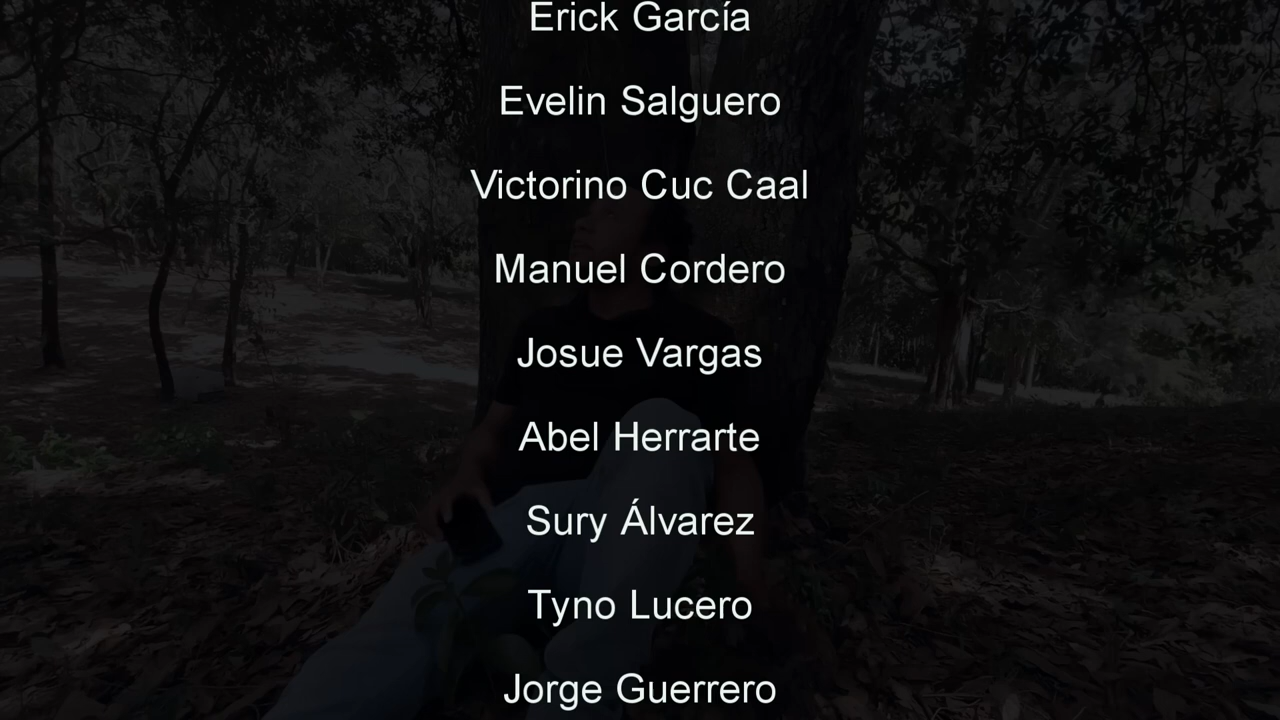 Erick García
Evelin Salguero
Victorino Cuc Caal
Manuel Cordero
Josue Vargas
Abel Herrarte
Sury Álvarez
Tyno Lucero
Jorge Guerrero